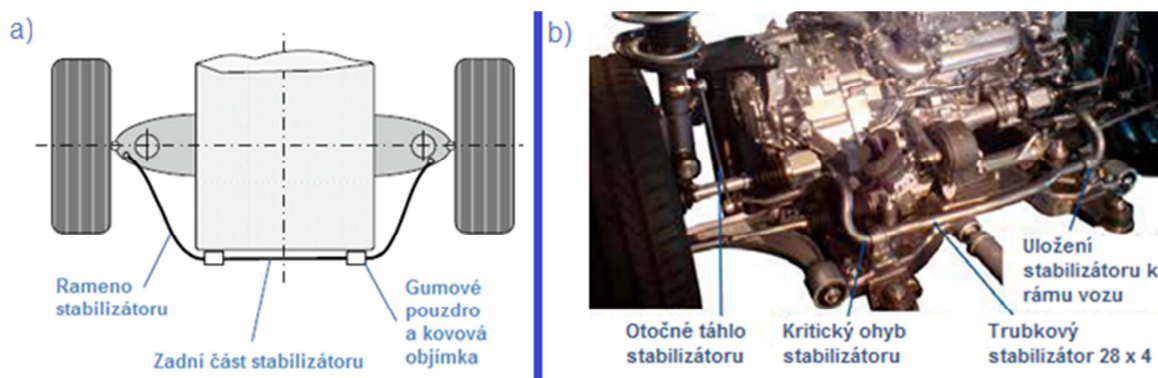 a)
Rameno
stabilizátoru
Zadní část stabilizátoru
Gumové
pouzdro
a kovová
objímka
b)
Otočné táhlo
stabilizátoru
Kritický ohyb
stabilizátoru
Trubkový
stabilizátor 28 x 4
Uložení
stabilizátoru k
rámu vozu